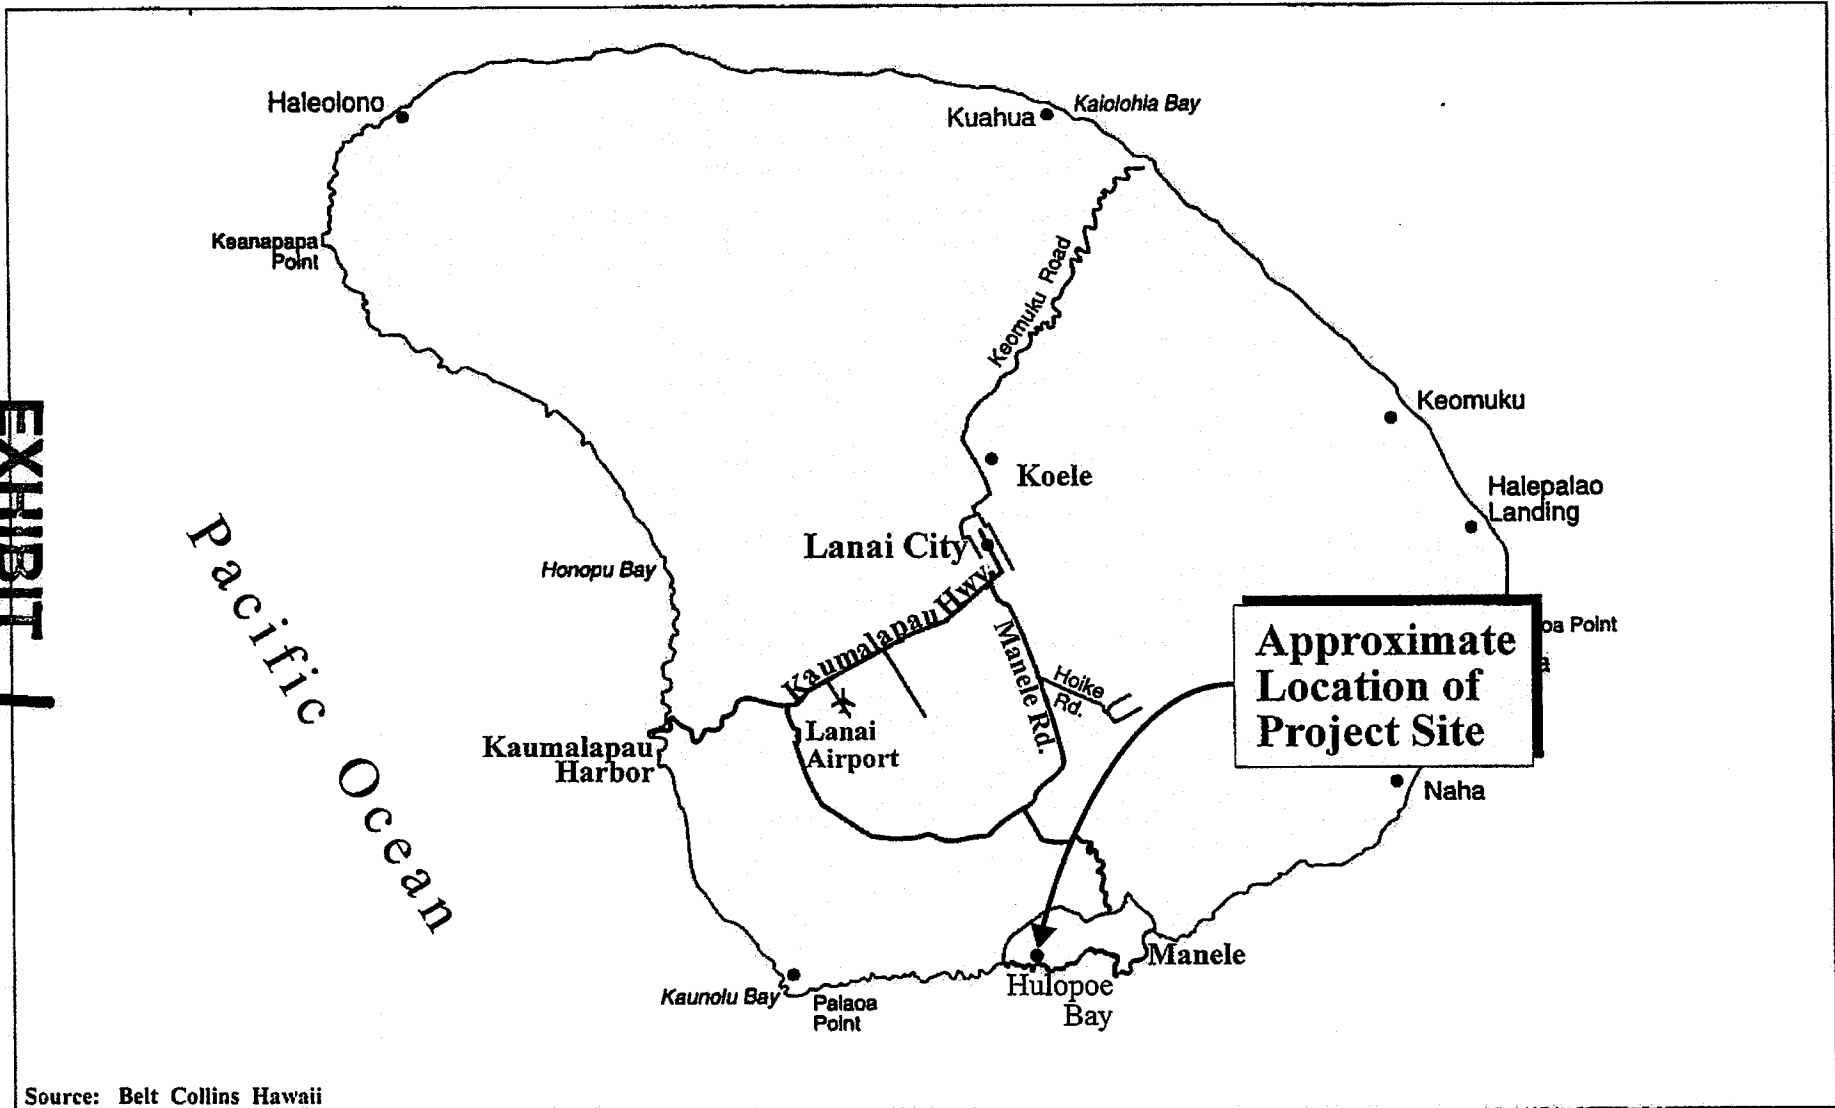 Haleolono
Kuahua
Kaiolohia Bay
Keanapapa
Point
Keomuku Road
Keomuku
Koele
Halepalao
Landing
Lanai City
Honopu Bay
Kaumalapau Hwy.
Manele Rd.
Hoike
Rd.
Approximate
Location of
Project Site
oa Point
a
Lanai
Airport
Kaumalapau
Harbor
Naha
Manele
Hulopoe
Bay
Kaunolu Bay
Palaoa
Point
Pacific Ocean
EXHIBIT
Source: Belt Collins Hawaii